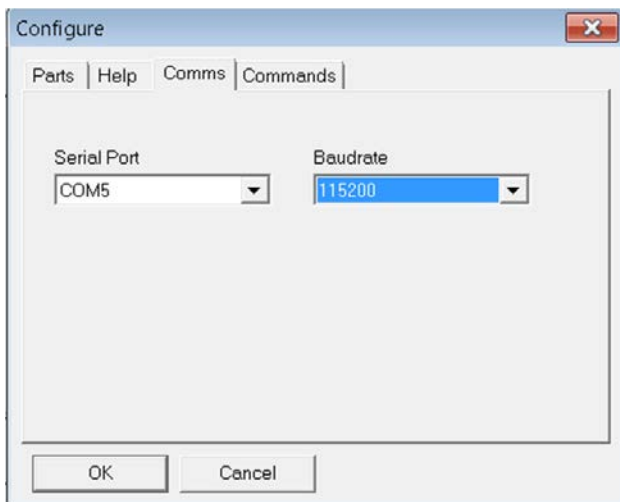 Configure
Parts Help Comms Commands
Serial Port Baudrate
COM5 115200
OK Cancel